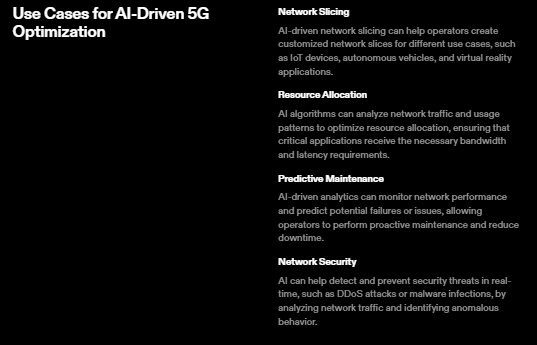 Use Cases for AI-Driven 5G
Optimization
Network Slicing
AI-driven network slicing can help operators create
customized network slices for different use cases, such
as IoT devices, autonomous vehicles, and virtual reality
applications.
Resource Allocation
AI algorithms can analyze network traffic and usage
patterns to optimize resource allocation, ensuring that
critical applications receive the necessary bandwidth
and latency requirements.
Predictive Maintenance
AI-driven analytics can monitor network performance
and predict potential failures or issues, allowing
operators to perform proactive maintenance and reduce
downtime.
Network Security
AI can help detect and prevent security threats in real-
time, such as DDoS attacks or malware infections, by
analyzing network traffic and identifying anomalous
behavior.